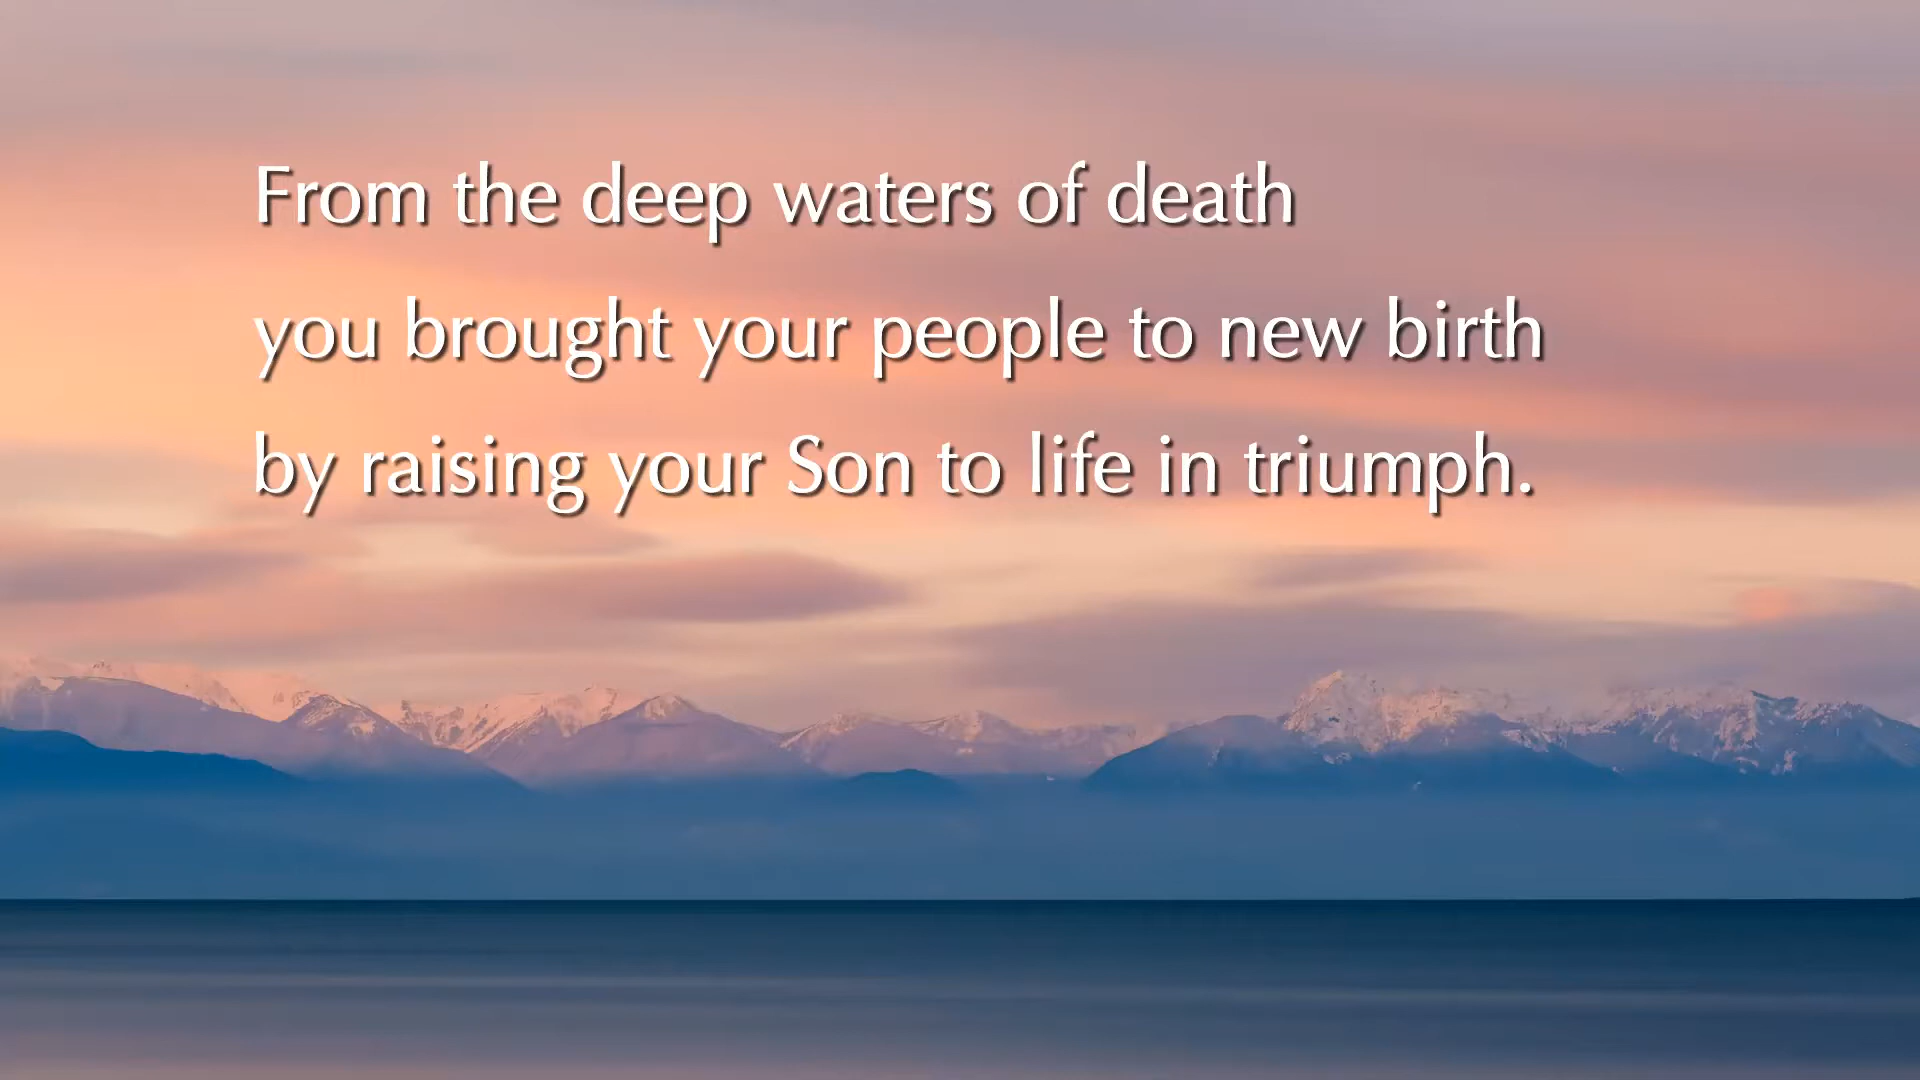 From the deep waters of death
you brought your people to new birth
by raising your Son to life in triumph.